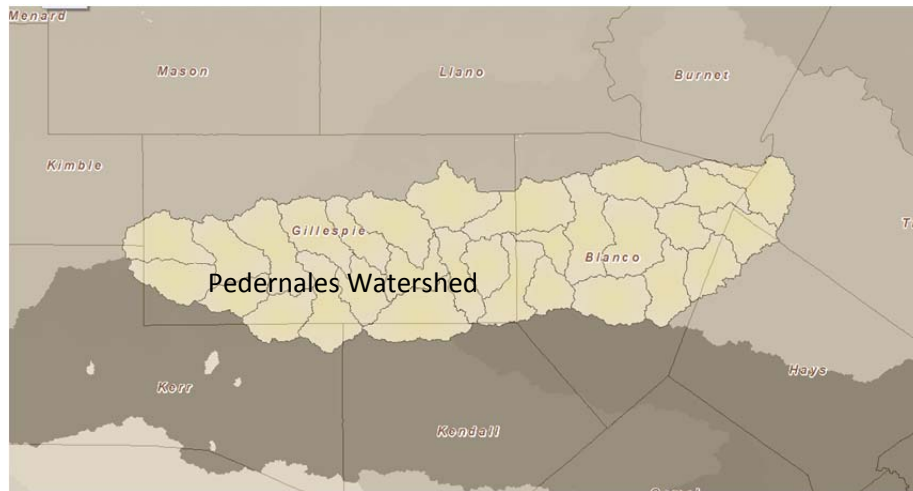 Menard
Mason
Llano
Burnet
Kimble
Gillespie
Blanco
Pedernales Watershed
Hays
Kerr
Kendall